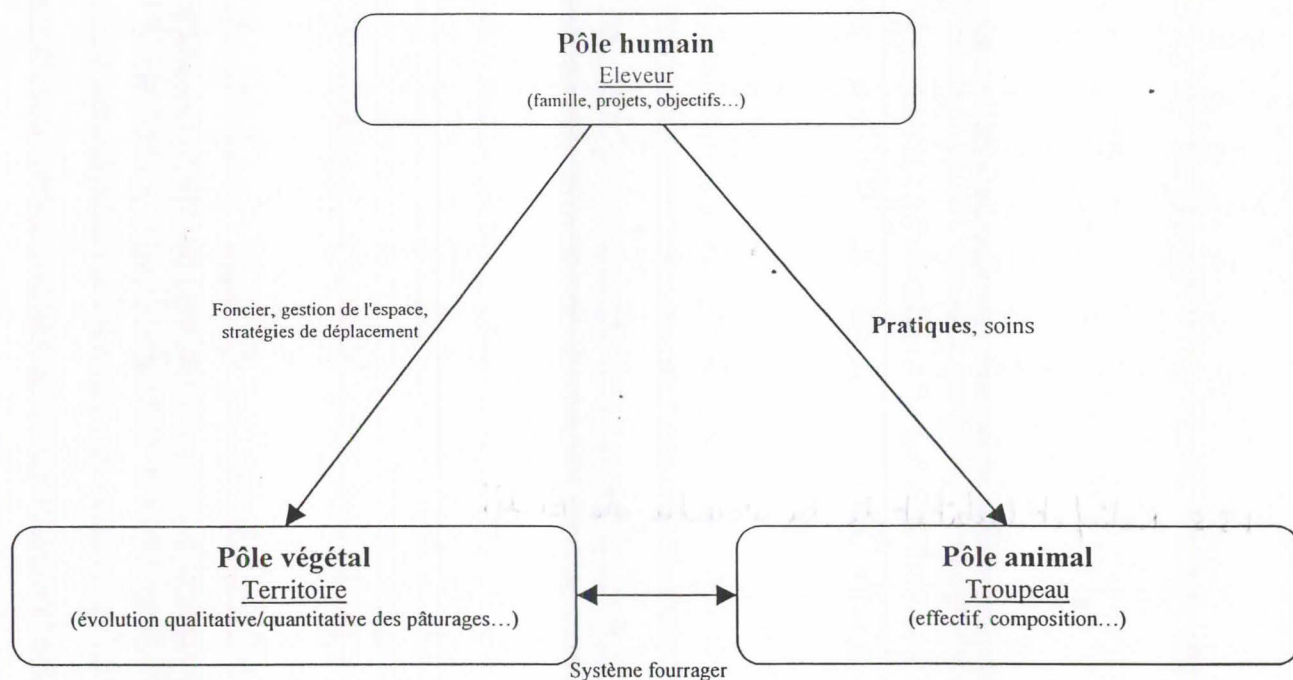 Pôle humain
Eleveur
(famille, projets, objectifs…)
Foncier, gestion de l'espace,
stratégies de déplacement
Pratiques, soins
Pôle végétal
Territoire
(évolution qualitative/quantitative des pâturages…)
Pôle animal
Troupeau
(effectif, composition…)
Système fourrager